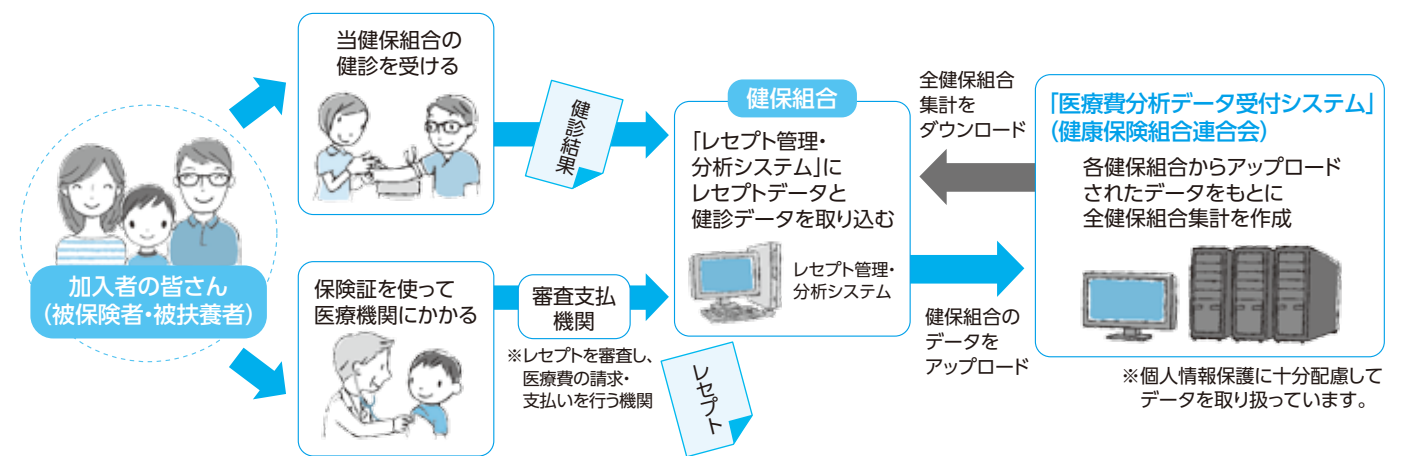 加入者の皆さん
(被保険者・被扶養者)
当健保組合の
健診を受ける
健診結果
保険証を使って
医療機関にかかる
審査支払
機関
※レセプトを審査し、
医療費の請求・
支払いを行う機関
レセプト
健保組合
「レセプト管理・
分析システム」に
レセプトデータと
健診データを取り込む
レセプト管理・
分析システム
全健保組合
集計を
ダウンロード
健保組合の
データを
アップロード
「医療費分析データ受付システム」
(健康保険組合連合会)
各健保組合からアップロード
されたデータをもとに
全健保組合集計を作成
※個人情報保護に十分配慮して
データを取り扱っています。